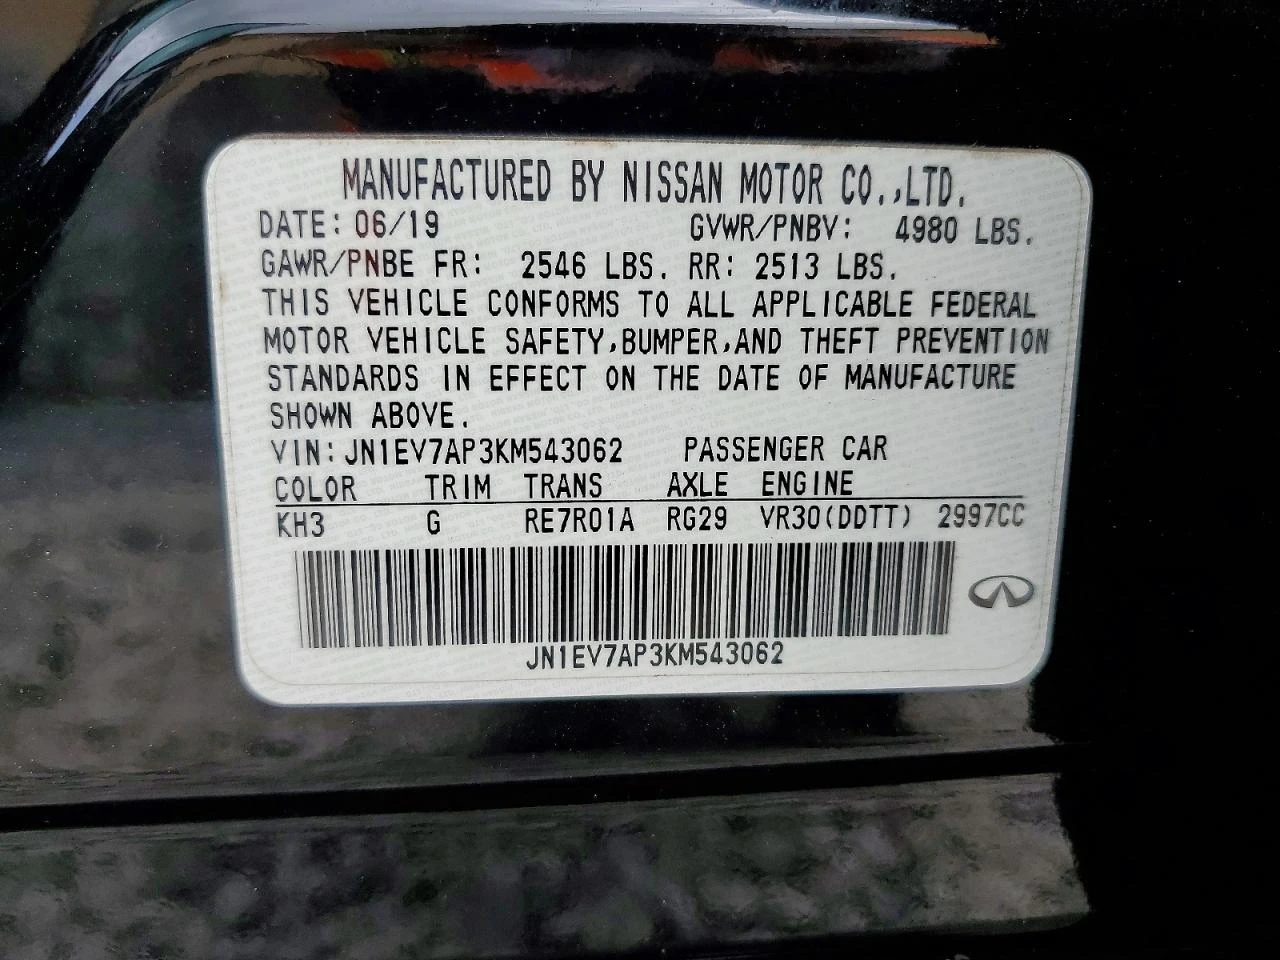 MANUFACTURED BY NISSAN MOTOR CO.,LTD.
DATE: 06/19 GVWR/PNBV: 4980 LBS.
GAWR/PNBE FR: 2546 LBS. RR: 2513 LBS.
THIS VEHICLE CONFORMS TO ALL APPLICABLE FEDERAL
MOTOR VEHICLE SAFETY,BUMPER,AND THEFT PREVENTION
STANDARDS IN EFFECT ON THE DATE OF MANUFACTURE
SHOWN ABOVE.
VIN:JN1EV7AP3KM543062 PASSENGER CAR
COLOR TRIM TRANS AXLE ENGINE
KH3 G RE7R01A RG29 VR30(DDTT) 2997CC
JN1EV7AP3KM543062